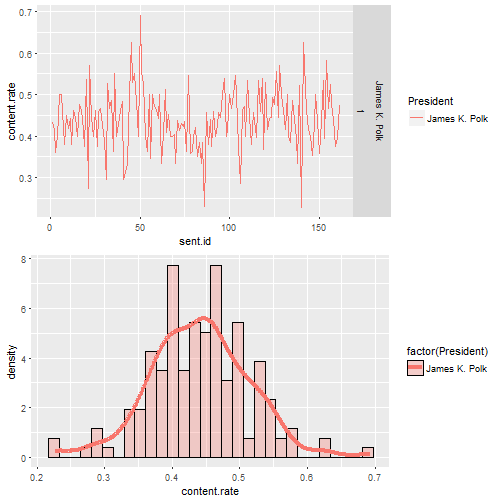 0.7
0.6
0.5
0.4
0.3
content.rate
0 50 100 150
sent.id
James K. Polk
1
President
James K. Polk
8
6
4
2
0
density
0.2 0.3 0.4 0.5 0.6 0.7
content.rate
factor(President)
James K. Polk